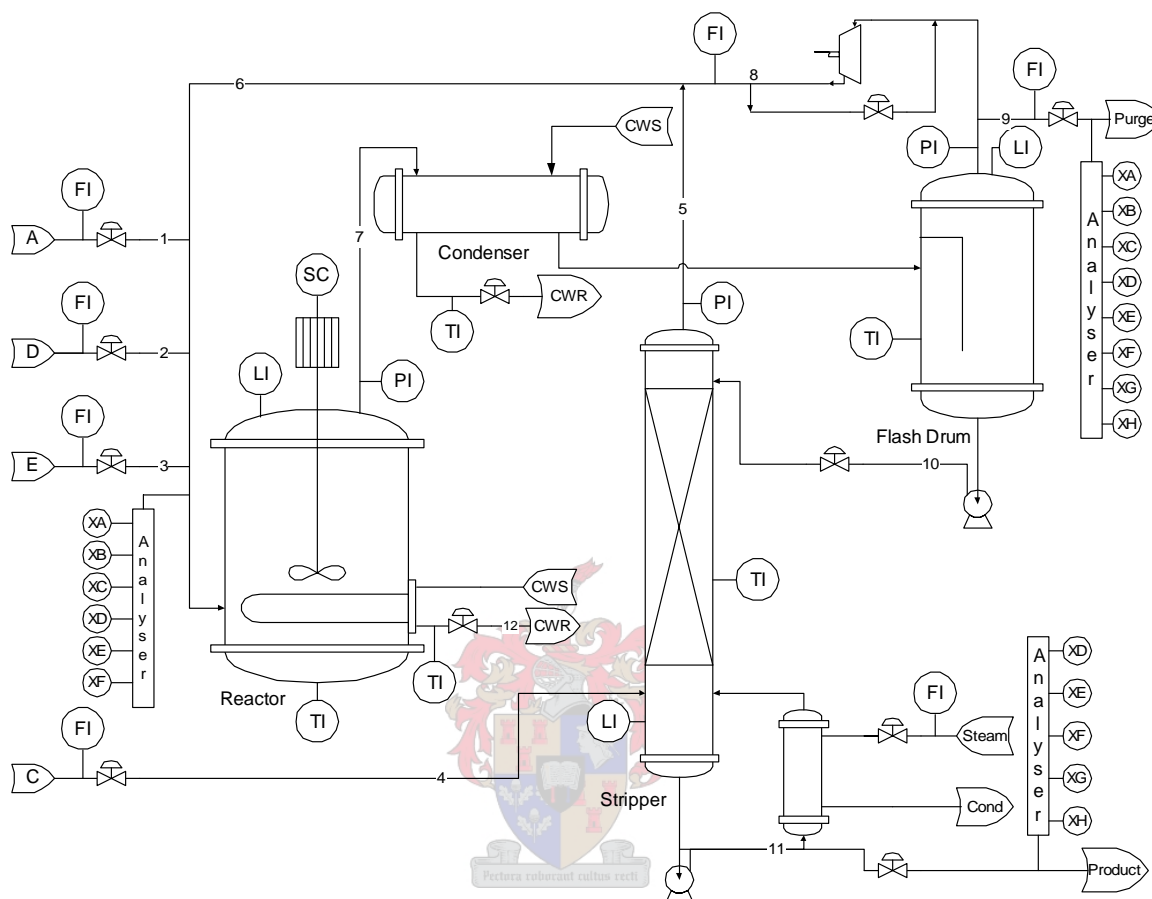 FI
FI
8
6
CWS
9
Purge
PI
LI
FI
XA
XB
XC
XD
XE
XF
XG
XH
Analyser
5
7
A
1
Condenser
SC
CWR
TI
PI
TI
FI
D
2
LI
PI
Flash Drum
FI
E
3
10
XA
XB
XC
XD
XE
XF
Analyser
CWS
TI
12
CWR
TI
Reactor
TI
FI
C
4
LI
Stripper
FI
Steam
Cond
XD
XE
XF
XG
XH
Analyser
11
Product
Pectora roborant cultus recti